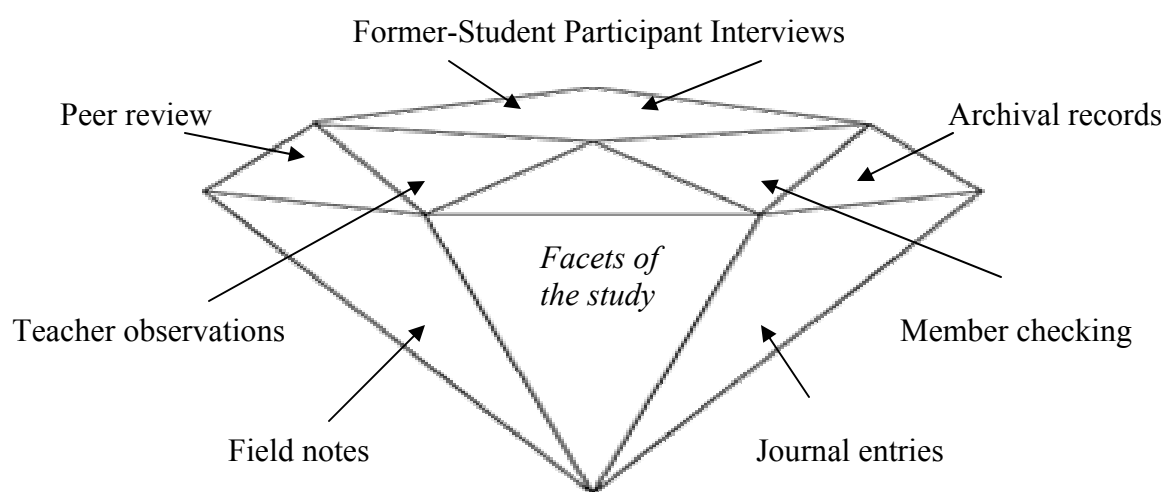 Former-Student Participant Interviews
Peer review
Archival records
Facets of
the study
Teacher observations
Member checking
Field notes
Journal entries